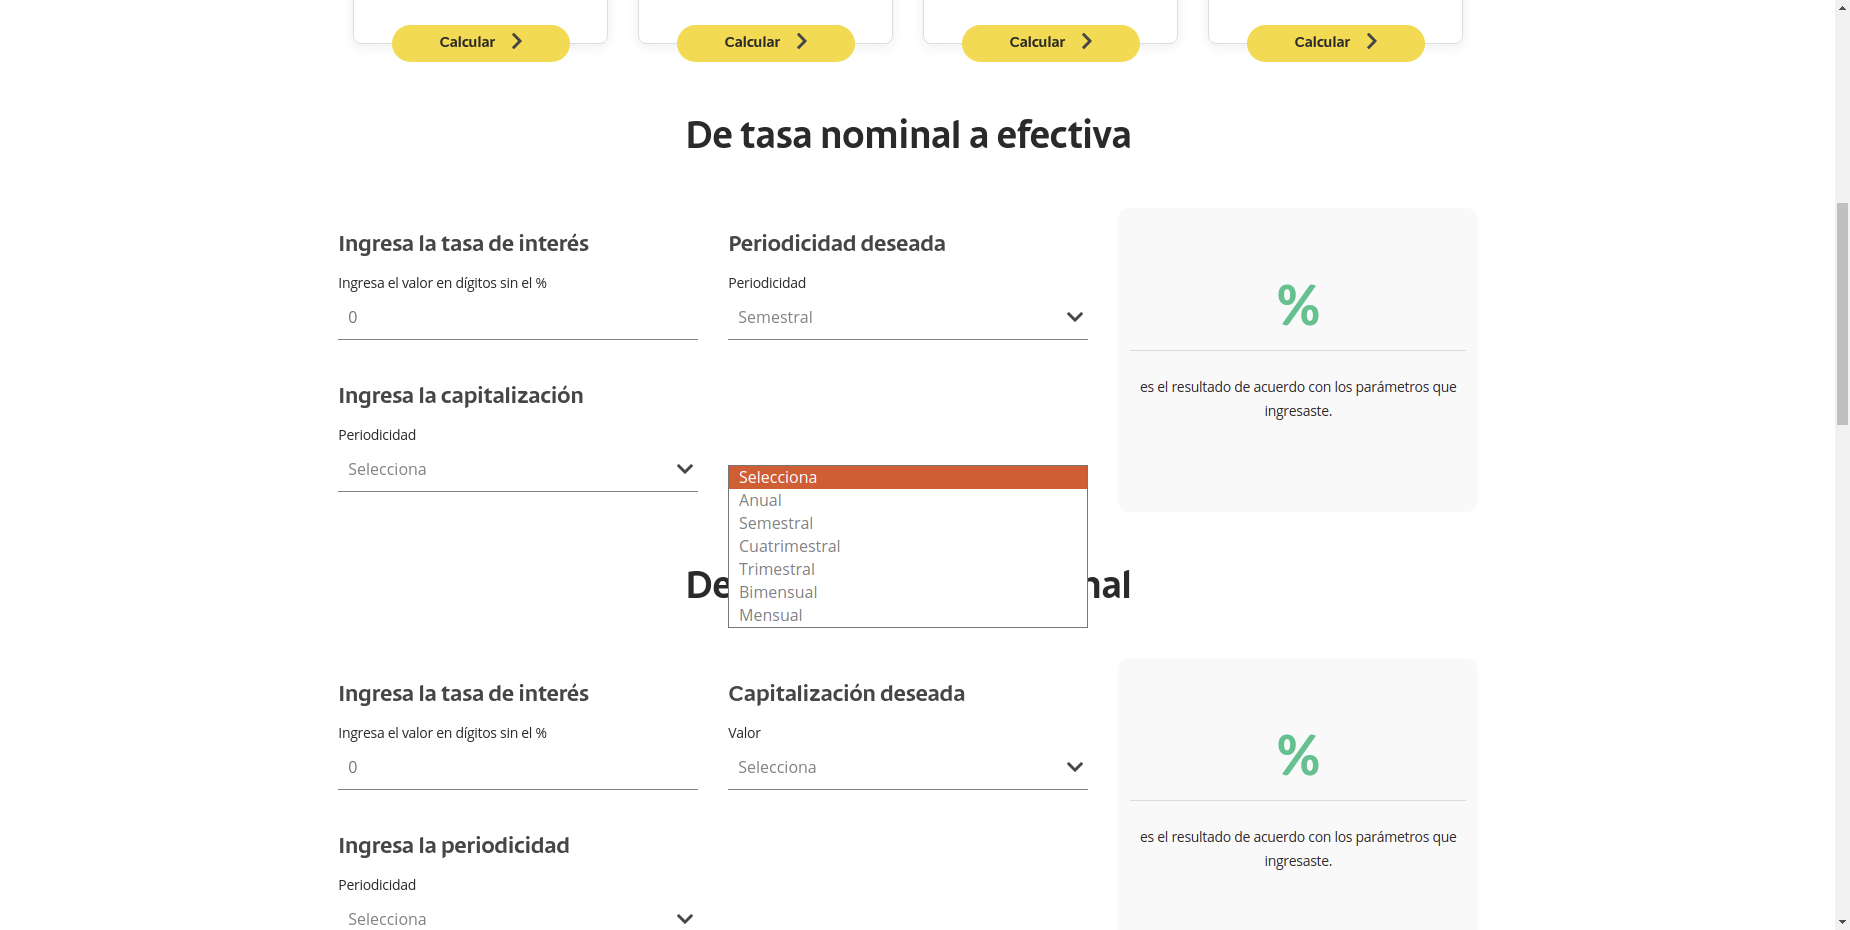 Calcular
Calcular
Calcular
Calcular
De tasa nominal a efectiva
Ingresa la tasa de interés
Ingresa el valor en dígitos sin el %
0
Periodicidad deseada
Periodicidad
Semestral
%
es el resultado de acuerdo con los parámetros que
ingresaste.
Ingresa la capitalización
Periodicidad
Selecciona
Selecciona
Anual
Semestral
Cuatrimestral
Trimestral
Bimensual
Mensual
De
nal
Ingresa la tasa de interés
Ingresa el valor en dígitos sin el %
0
Capitalización deseada
Valor
Selecciona
%
es el resultado de acuerdo con los parámetros que
ingresaste.
Ingresa la periodicidad
Periodicidad
Selecciona